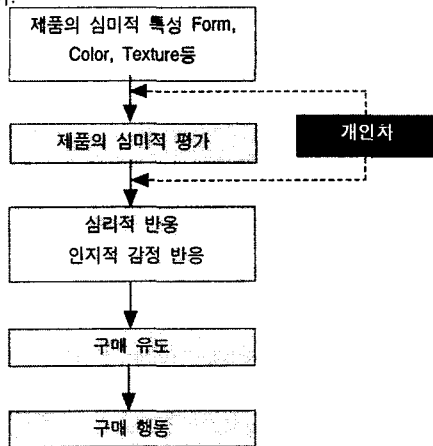 제품의 심미적 특성 Form,
Color, Texture등
개인차
제품의 심미적 평가
심리적 반응
인지적 감정 반응
구매 유도
구매 행동